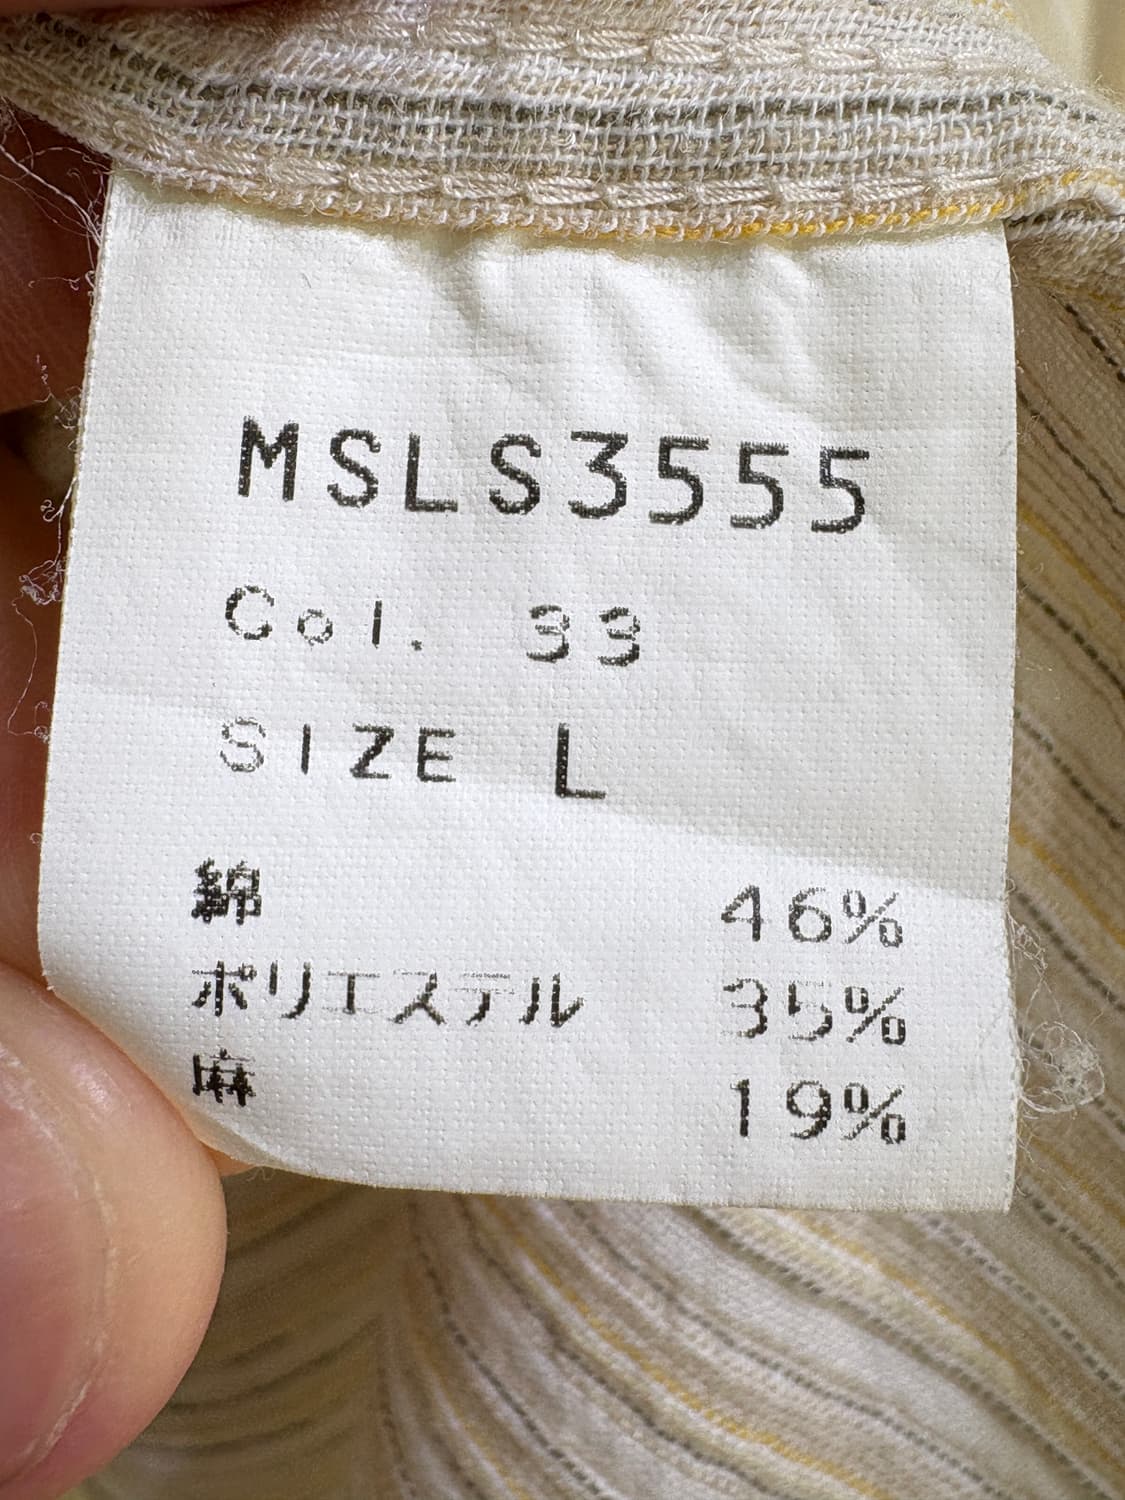 MSLS3555
Col. 33
SIZE L
綿 46%
ポリエステル 35%
麻 19%